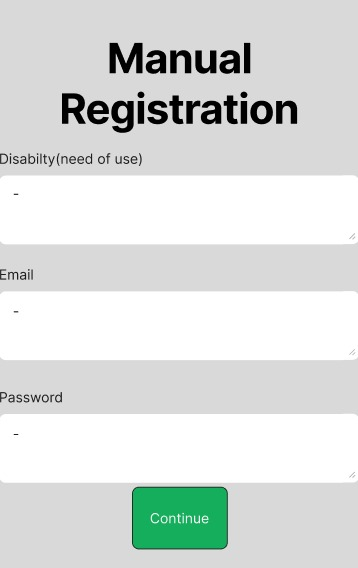 Manual
Registration
Disabilty(need of use)
-
Email
-
Password
-
Continue